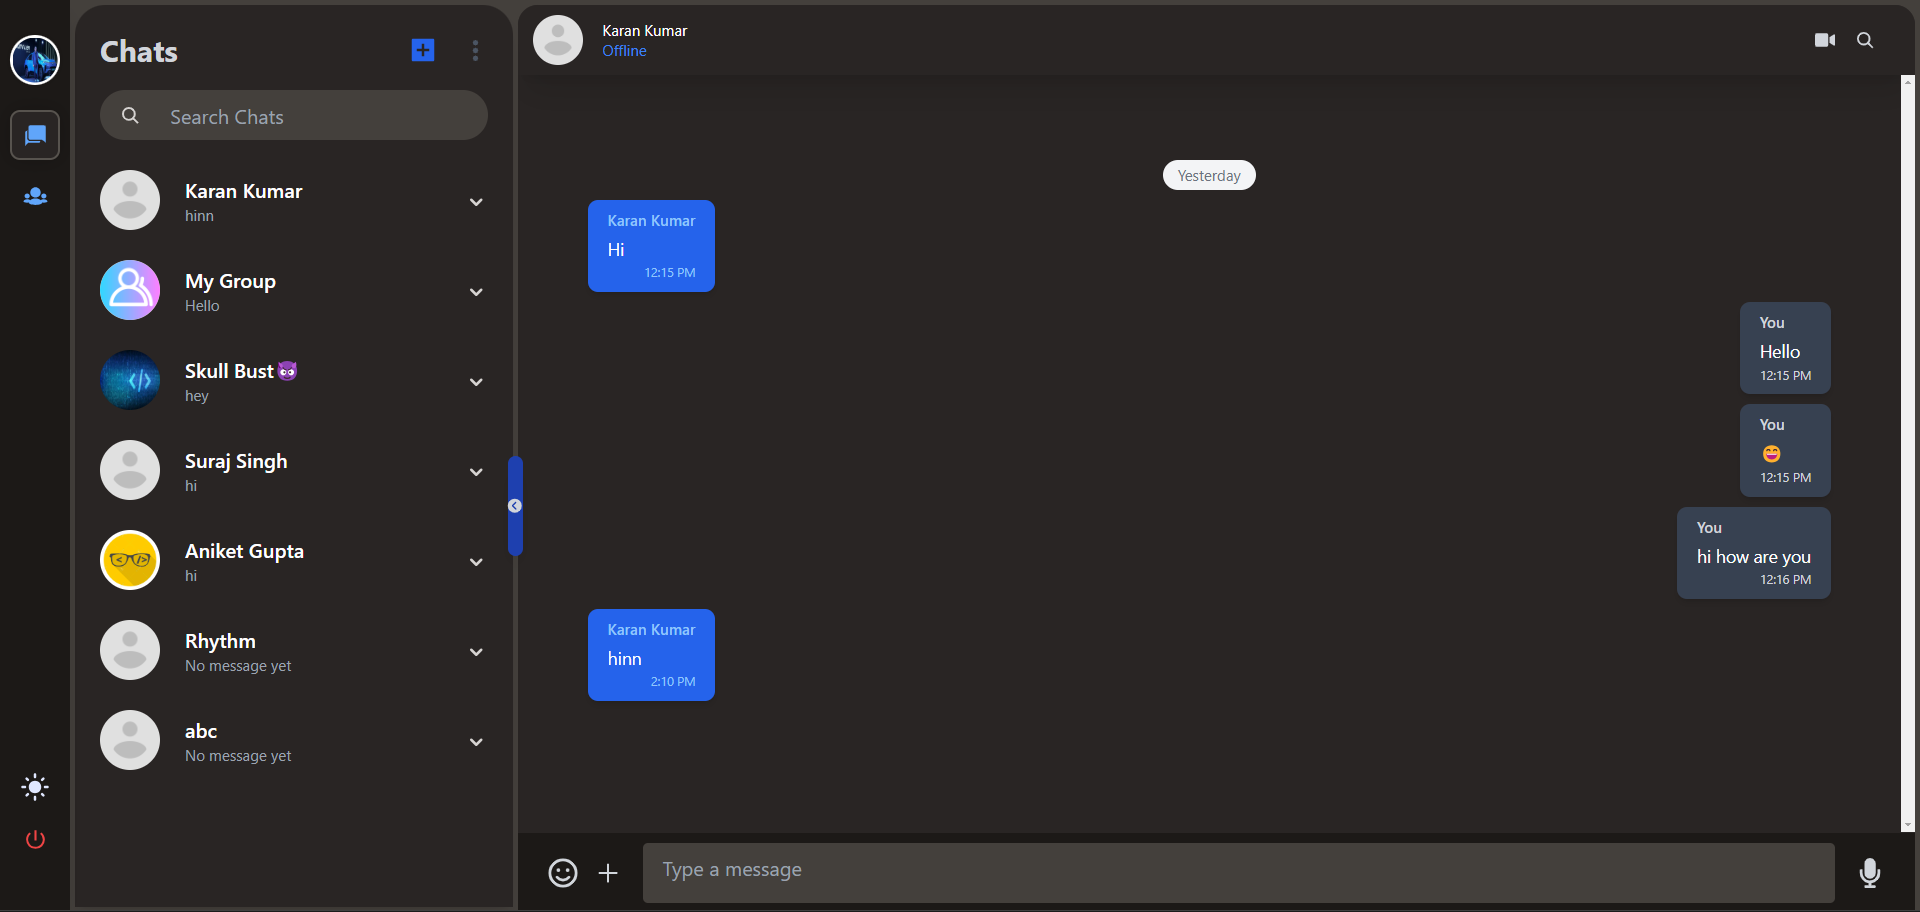 Chats
Search Chats
Karan Kumar
hinn
My Group
Hello
Skull Bust😈
hey
Suraj Singh
hi
Aniket Gupta
hi
Rhythm
No message yet
abc
No message yet
Karan Kumar
Offline
Yesterday
Karan Kumar
Hi
12:15 PM
You
Hello
12:15 PM
You
😄
12:15 PM
You
hi how are you
12:16 PM
Karan Kumar
hinn
2:10 PM
Type a message